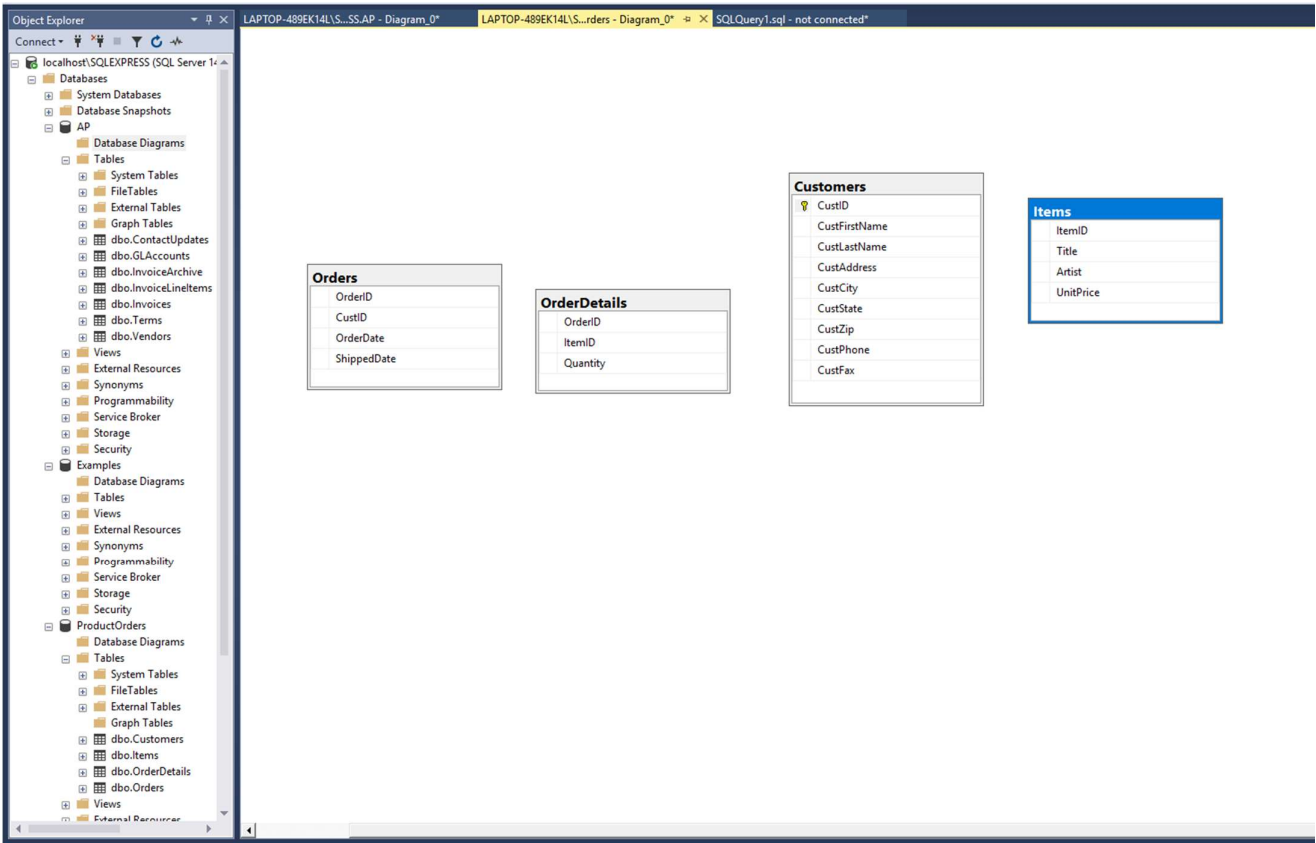 Object Explorer
Connect
localhost\SQLEXPRESS (SQL Server 14
Databases
System Databases
Database Snapshots
AP
Database Diagrams
Tables
System Tables
FileTables
External Tables
Graph Tables
dbo.ContactUpdates
dbo.GLAccounts
dbo.InvoiceArchive
dbo.InvoiceLineItems
dbo.Invoices
dbo.Terms
dbo.Vendors
Views
External Resources
Synonyms
Programmability
Service Broker
Storage
Security
Examples
Database Diagrams
Tables
Views
External Resources
Synonyms
Programmability
Service Broker
Storage
Security
ProductOrders
Database Diagrams
Tables
System Tables
FileTables
External Tables
Graph Tables
dbo.Customers
dbo.Items
dbo.OrderDetails
dbo.Orders
Views
External Resources
LAPTOP-489EK14L\S...SS.AP - Diagram_0*
LAPTOP-489EK14L\S...rders - Diagram_0*
SQLQuery1.sql - not connected*
Orders
OrderID
CustID
OrderDate
ShippedDate
OrderDetails
OrderID
ItemID
Quantity
Customers
CustID
CustFirstName
CustLastName
CustAddress
CustCity
CustState
CustZip
CustPhone
CustFax
Items
ItemID
Title
Artist
UnitPrice